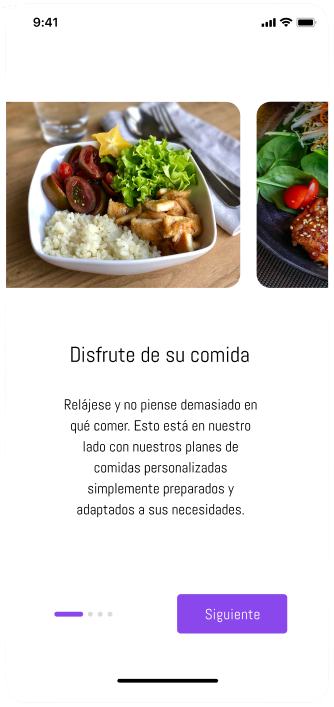 9:41
Disfrute de su comida
Relájese y no piense demasiado en
qué comer. Esto está en nuestro
lado con nuestros planes de
comidas personalizadas
simplemente preparados y
adaptados a sus necesidades.
Siguiente